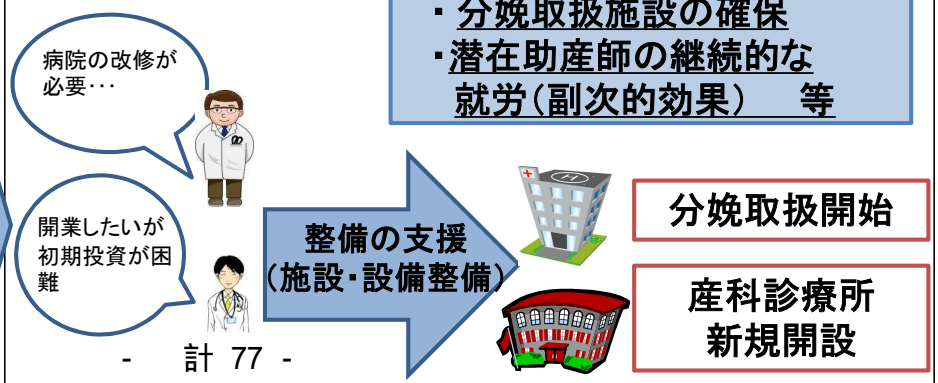 ・ 分娩取扱施設の確保
・潜在助産師の継続的な
就労(副次的効果) 等
病院の改修が
必要･･･
開業したいが
初期投資が困
難
整備の支援
(施設・設備整備)
分娩取扱開始
産科診療所
新規開設
- 計 77 -